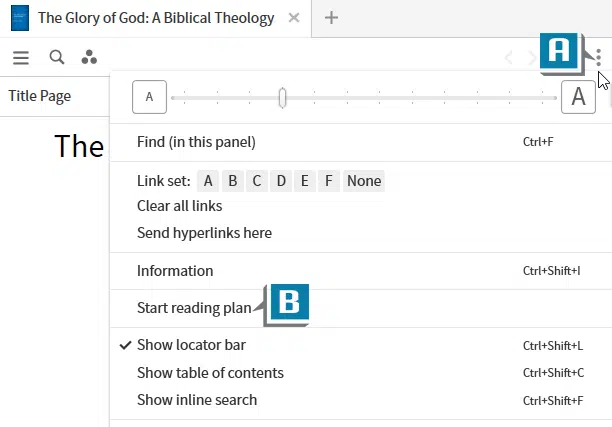 The Glory of God: A Biblical Theology
A
Title Page
A A
The
Find (in this panel) Ctrl+F
Link set: A B C D E F None
Clear all links
Send hyperlinks here
Information Ctrl+Shift+I
Start reading plan B
Show locator bar Ctrl+Shift+L
Show table of contents Ctrl+Shift+C
Show inline search Ctrl+Shift+F